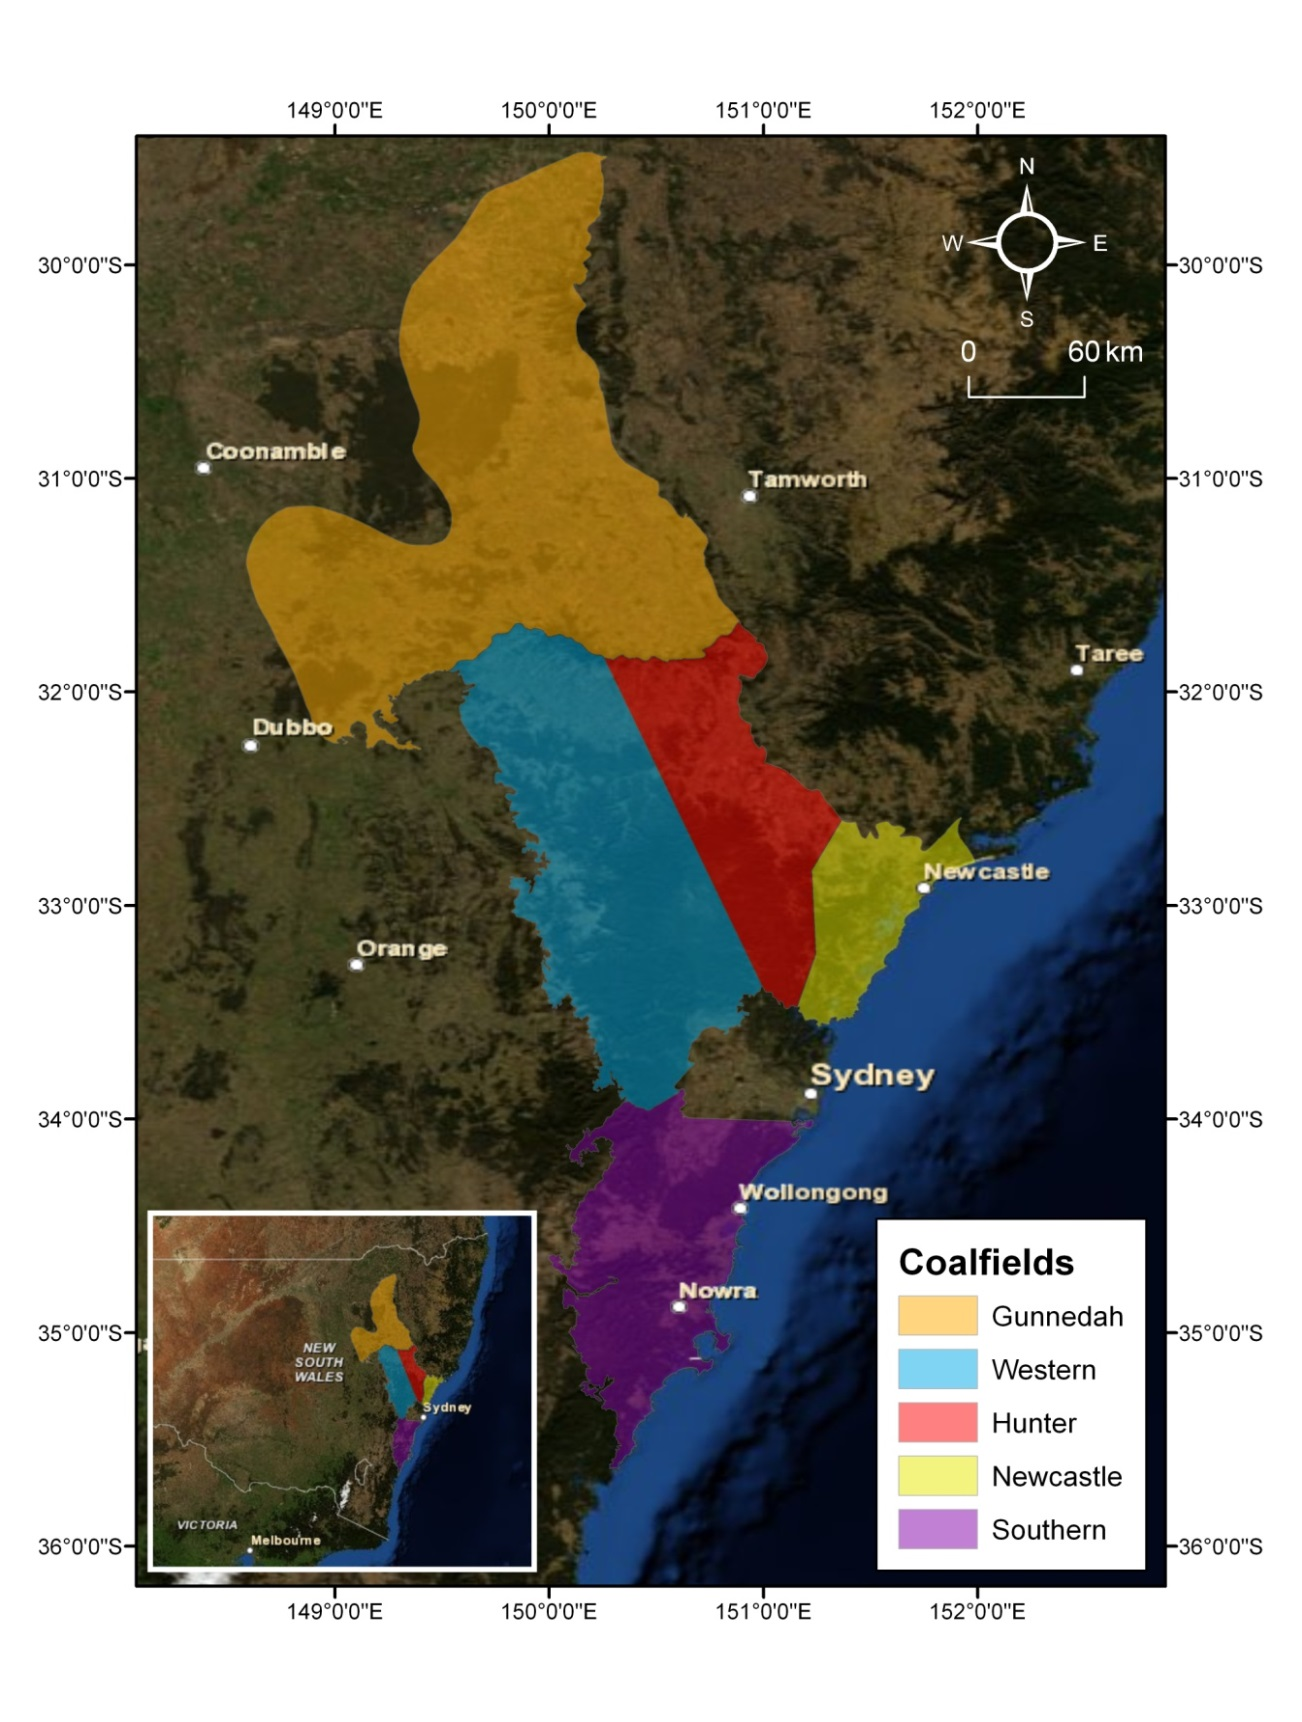 149°0'0"E 150°0'0"E 151°0'0"E 152°0'0"E
N
W E
S
30°0'0"S 30°0'0"S
0 60 km
Coonamble
31°0'0"S 31°0'0"S
Tamworth
Taree
32°0'0"S 32°0'0"S
Dubbo
Newcastle
33°0'0"S 33°0'0"S
Orange
Sydney
34°0'0"S 34°0'0"S
Wollongong
Nowra
35°0'0"S 35°0'0"S
36°0'0"S 36°0'0"S
NEW
SOUTH
WALES
Sydney
VICTORIA
Melbourne
Coalfields
Gunnedah
Western
Hunter
Newcastle
Southern
149°0'0"E 150°0'0"E 151°0'0"E 152°0'0"E